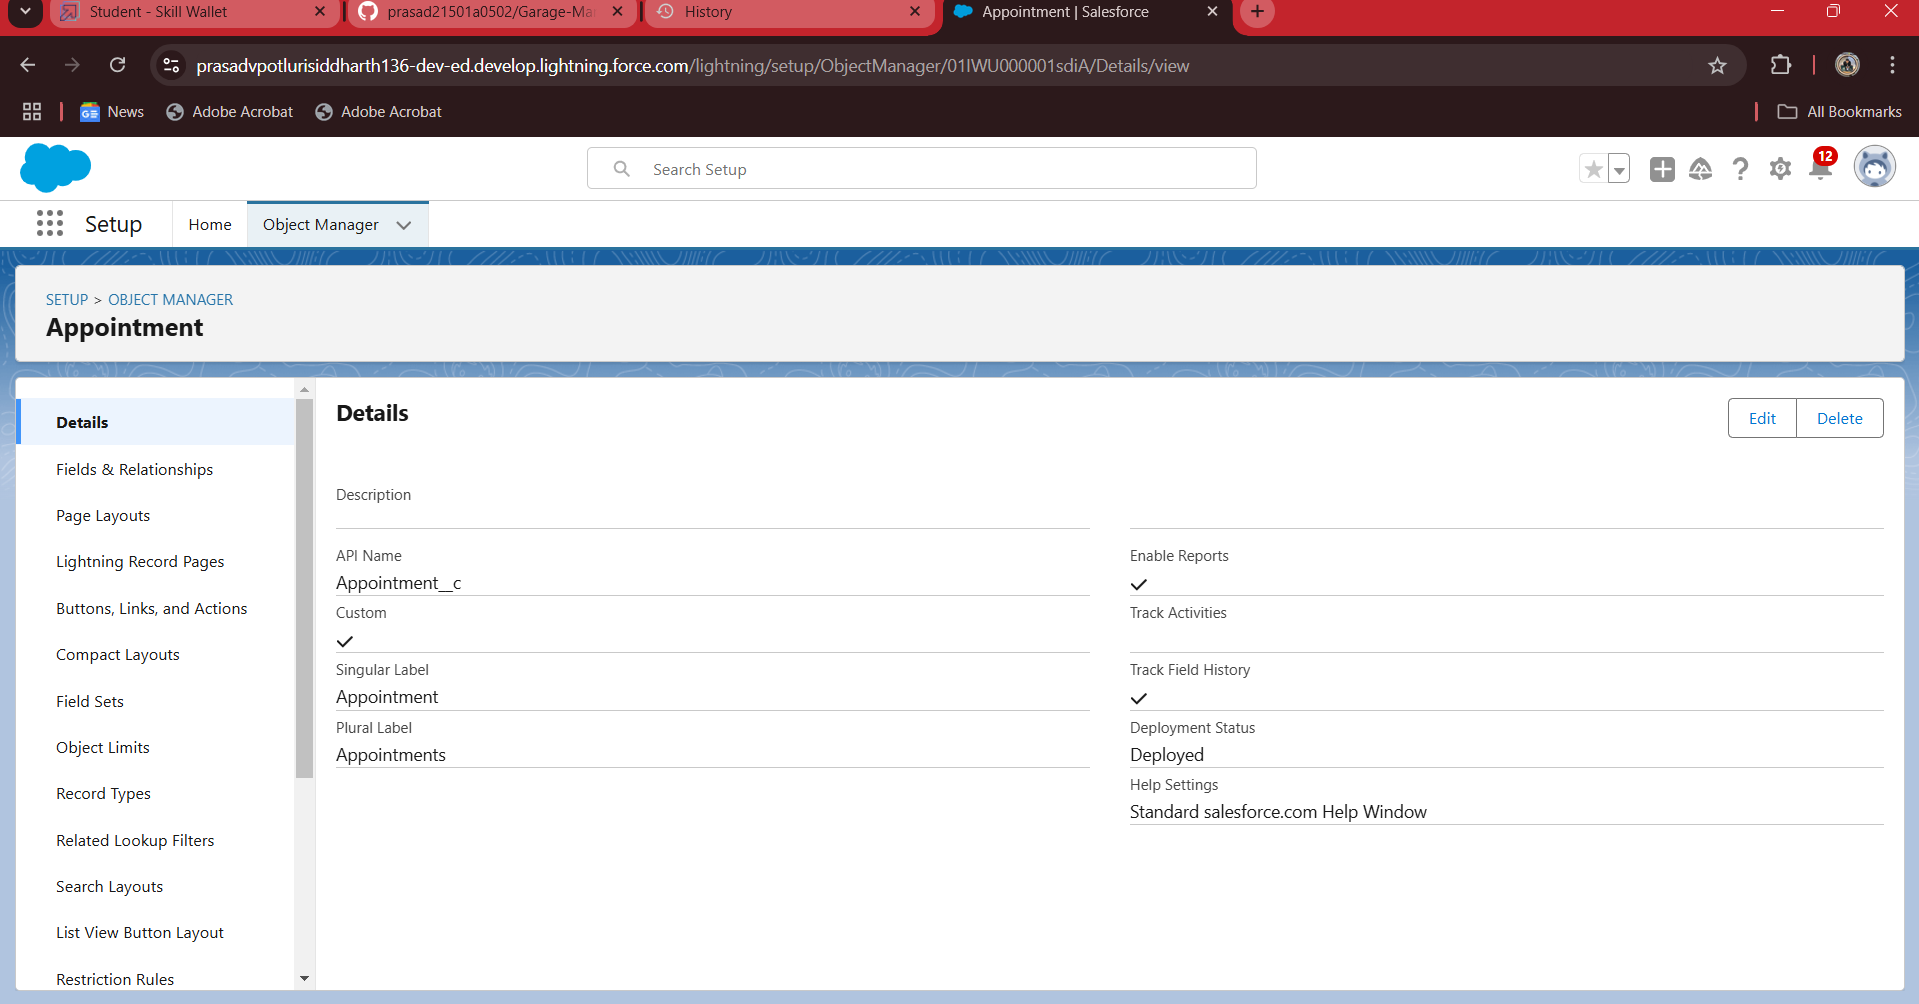 Student - Skill Wallet
prasad21501a0502/Garage-Ma
History
Appointment | Salesforce
prasadvpotlurisiddharth136-dev-ed.develop.lightning.force.com/lightning/setup/ObjectManager/01IWU000001sdiA/Details/view
News
Adobe Acrobat
Adobe Acrobat
All Bookmarks
Search Setup
12
Setup
Home
Object Manager
SETUP > OBJECT MANAGER
Appointment
Details
Fields & Relationships
Page Layouts
Lightning Record Pages
Buttons, Links, and Actions
Compact Layouts
Field Sets
Object Limits
Record Types
Related Lookup Filters
Search Layouts
List View Button Layout
Restriction Rules
Details
Edit
Delete
Description
API Name
Appointment__c
Custom
Singular Label
Appointment
Plural Label
Appointments
Enable Reports
Track Activities
Track Field History
Deployment Status
Deployed
Help Settings
Standard salesforce.com Help Window